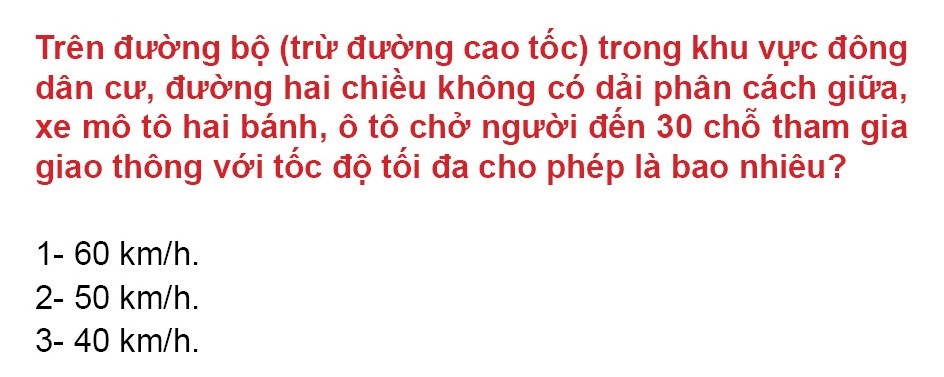 Trên đường bộ (trừ đường cao tốc) trong khu vực đông
dân cư, đường hai chiều không có dải phân cách giữa,
xe mô tô hai bánh, ô tô chở người đến 30 chỗ tham gia
giao thông với tốc độ tối đa cho phép là bao nhiêu?
1- 60 km/h.
2- 50 km/h.
3- 40 km/h.